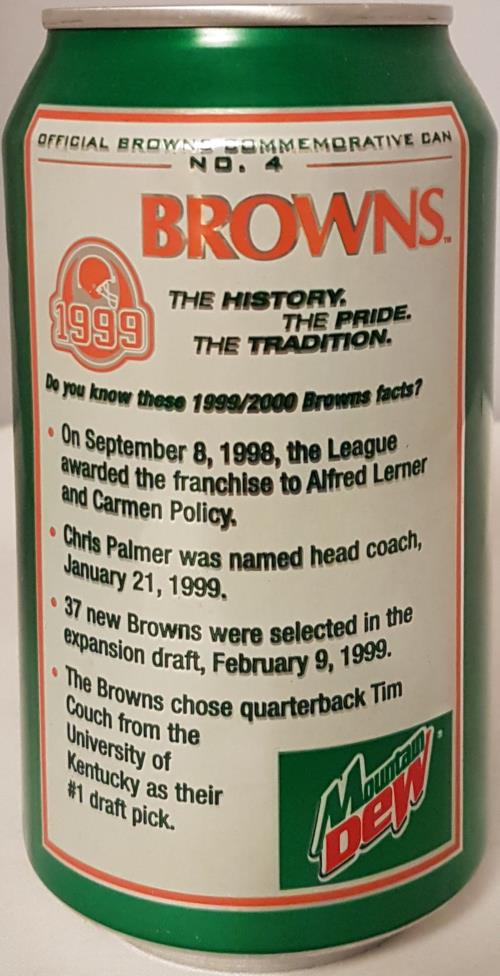 OFFICIAL BROWNS COMMEMORATIVE CAN
NO. 4
BROWNS™
1999
THE HISTORY.
THE PRIDE.
THE TRADITION.
Do you know these 1999/2000 Browns facts?
• On September 8, 1998, the League
awarded the franchise to Alfred Lerner
and Carmen Policy.
• Chris Palmer was named head coach,
January 21, 1999.
• 37 new Browns were selected in the
expansion draft, February 9, 1999.
• The Browns chose quarterback Tim
Couch from the
University of
Kentucky as their
#1 draft pick.
Mountain
Dew®